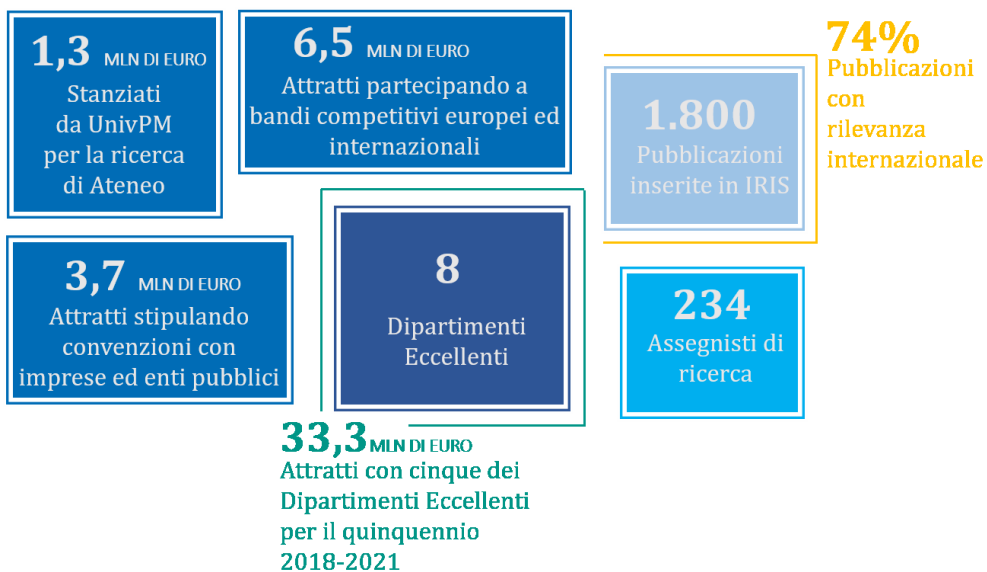 1,3 MLN DI EURO
Stanziati
da UnivPM
per la ricerca
di Ateneo
6,5 MLN DI EURO
Attratti partecipando a
bandi competitivi europei ed
internazionali
1.800
Pubblicazioni
inserite in IRIS
74%
Pubblicazioni
con
rilevanza
internazionale
3,7 MLN DI EURO
Attratti stipulando
convenzioni con
imprese ed enti pubblici
8
Dipartimenti
Eccellenti
33,3 MLN DI EURO
Attratti con cinque dei
Dipartimenti Eccellenti
per il quinquennio
2018-2021
234
Assegnisti di
ricerca